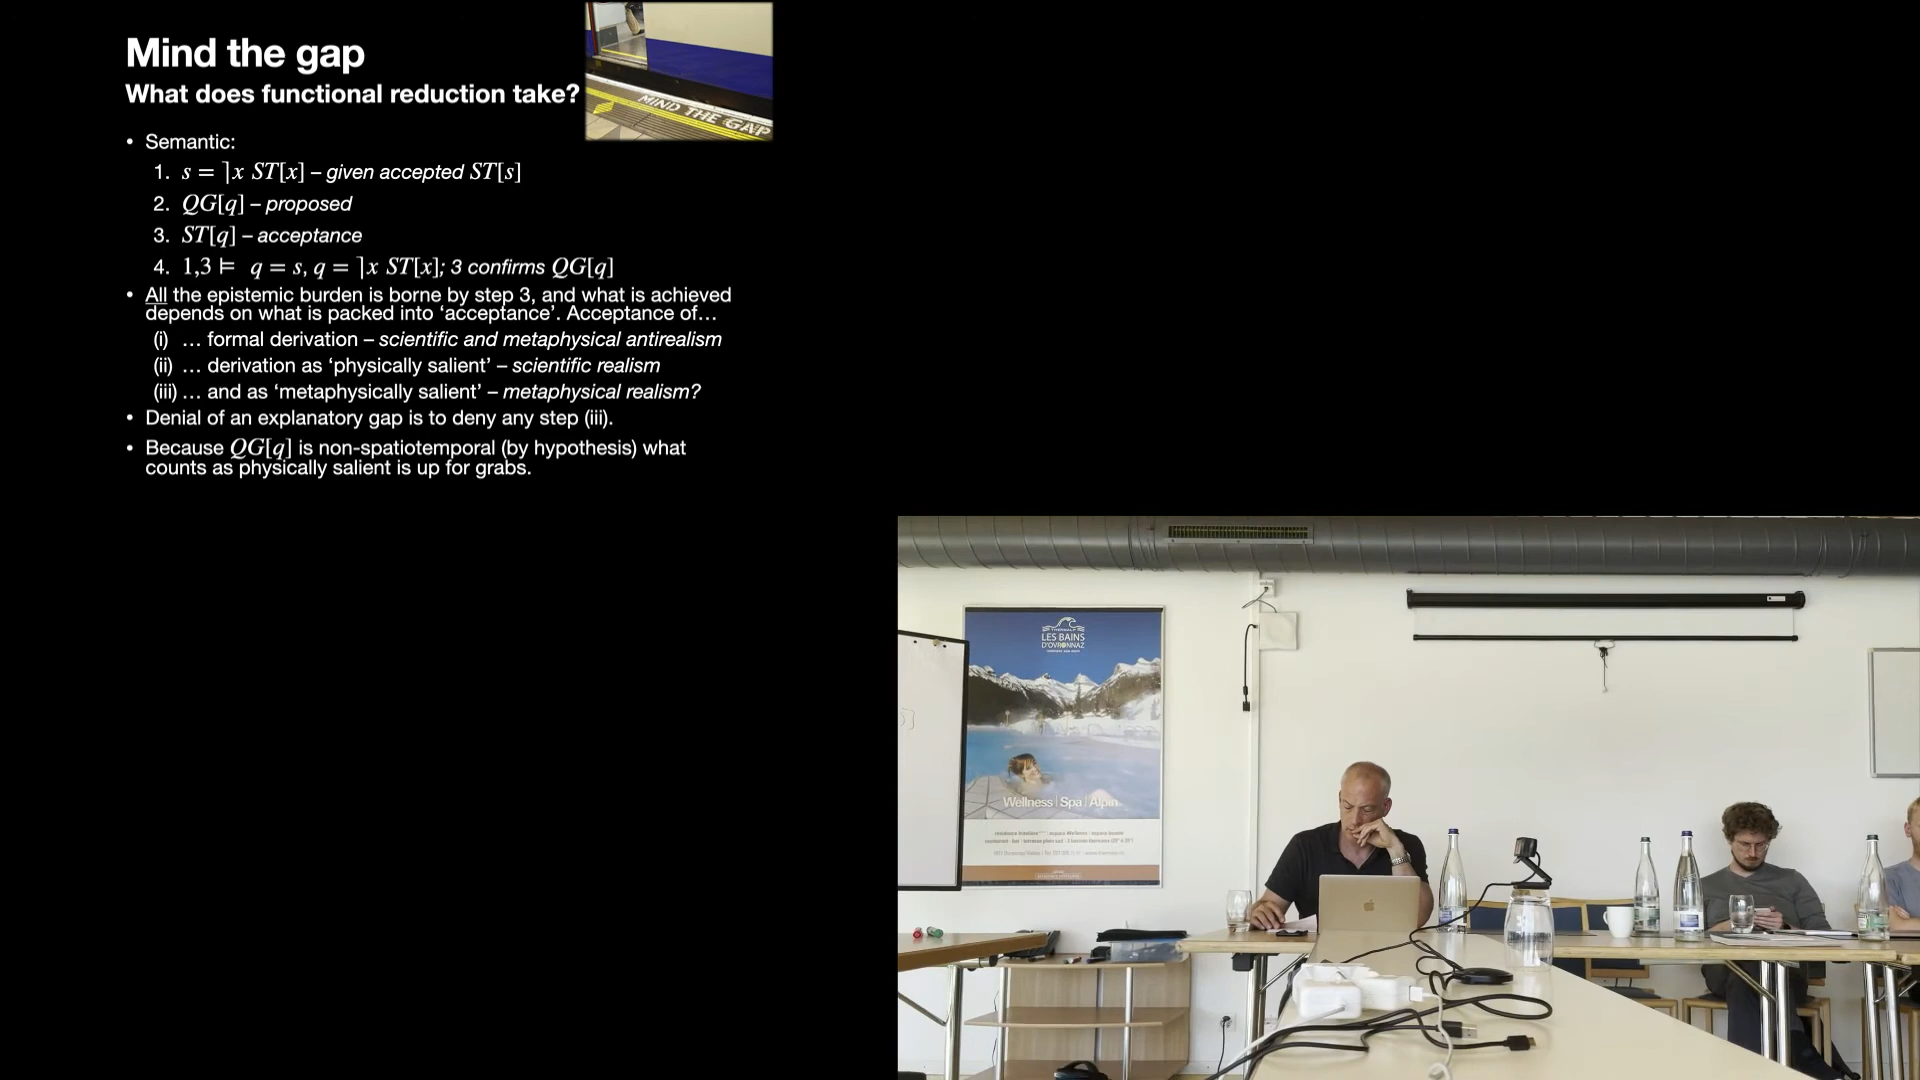 Mind the gap
What does functional reduction take?
MIND THE GAP
• Semantic:
1. s = ⌉x ST[x] – given accepted ST[s]
2. QG[q] – proposed
3. ST[q] – acceptance
4. 1,3 ⊨ q = s, q = ⌉x ST[x]; 3 confirms QG[q]
• All the epistemic burden is borne by step 3, and what is achieved
depends on what is packed into ‘acceptance’. Acceptance of…
(i) … formal derivation – scientific and metaphysical antirealism
(ii) … derivation as ‘physically salient’ – scientific realism
(iii) … and as ‘metaphysically salient’ – metaphysical realism?
• Denial of an explanatory gap is to deny any step (iii).
• Because QG[q] is non-spatiotemporal (by hypothesis) what
counts as physically salient is up for grabs.
LES BAINS
D'OVRONNAZ
Wellness | Spa | Alpin